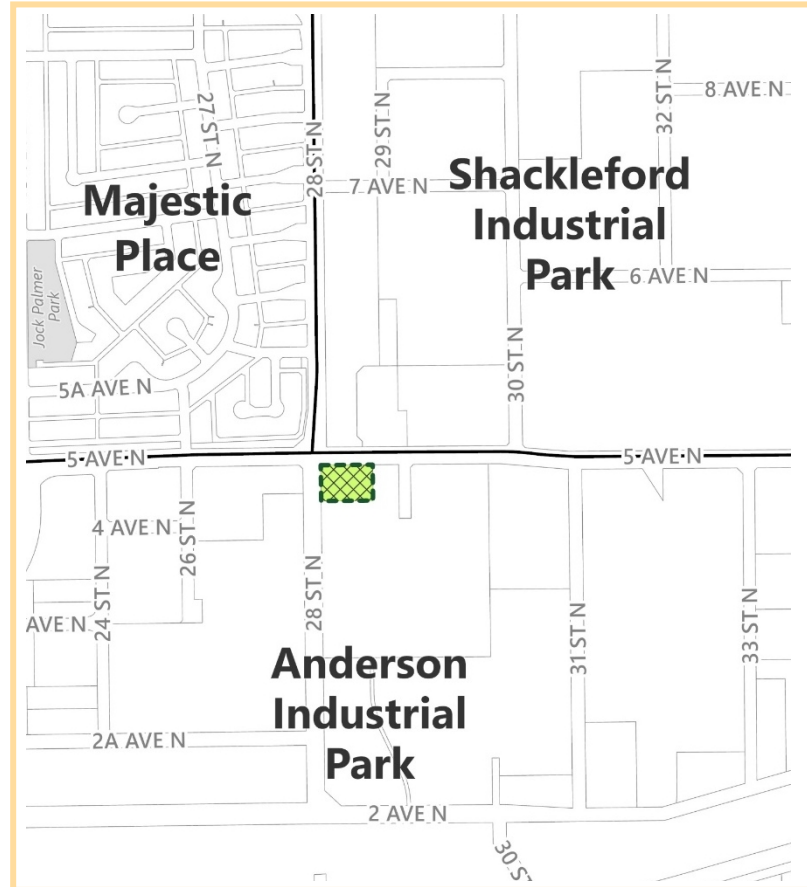 27 ST N
28 ST N
29 ST N
32 ST N
8 AVE N
7 AVE N
Majestic
Place
Shackleford
Industrial
Park
6 AVE N
Jock Palmer
Park
30 ST N
5A AVE N
5 AVE N
5 AVE N
4 AVE N
26 ST N
24 ST N
28 ST N
31 ST N
33 ST N
AVE N
Anderson
Industrial
Park
2A AVE N
2 AVE N
30 ST